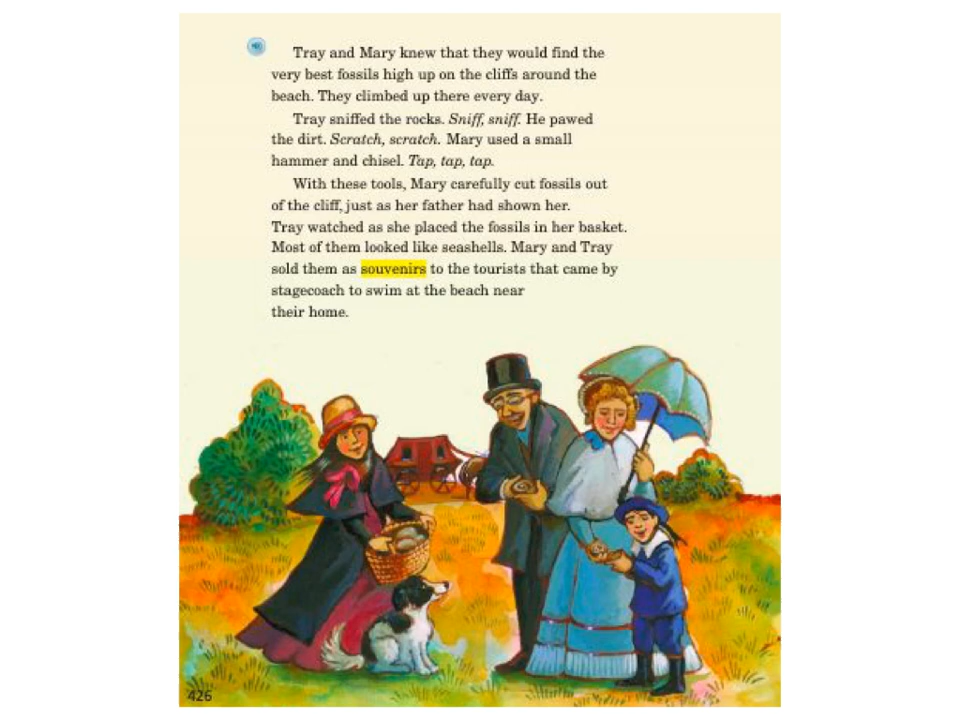 Tray and Mary knew that they would find the
very best fossils high up on the cliffs around the
beach. They climbed up there every day.
Tray sniffed the rocks. Sniff, sniff. He pawed
the dirt. Scratch, scratch. Mary used a small
hammer and chisel. Tap, tap, tap.
With these tools, Mary carefully cut fossils out
of the cliff, just as her father had shown her.
Tray watched as she placed the fossils in her basket.
Most of them looked like seashells. Mary and Tray
sold them as souvenirs to the tourists that came by
stagecoach to swim at the beach near
their home.
426